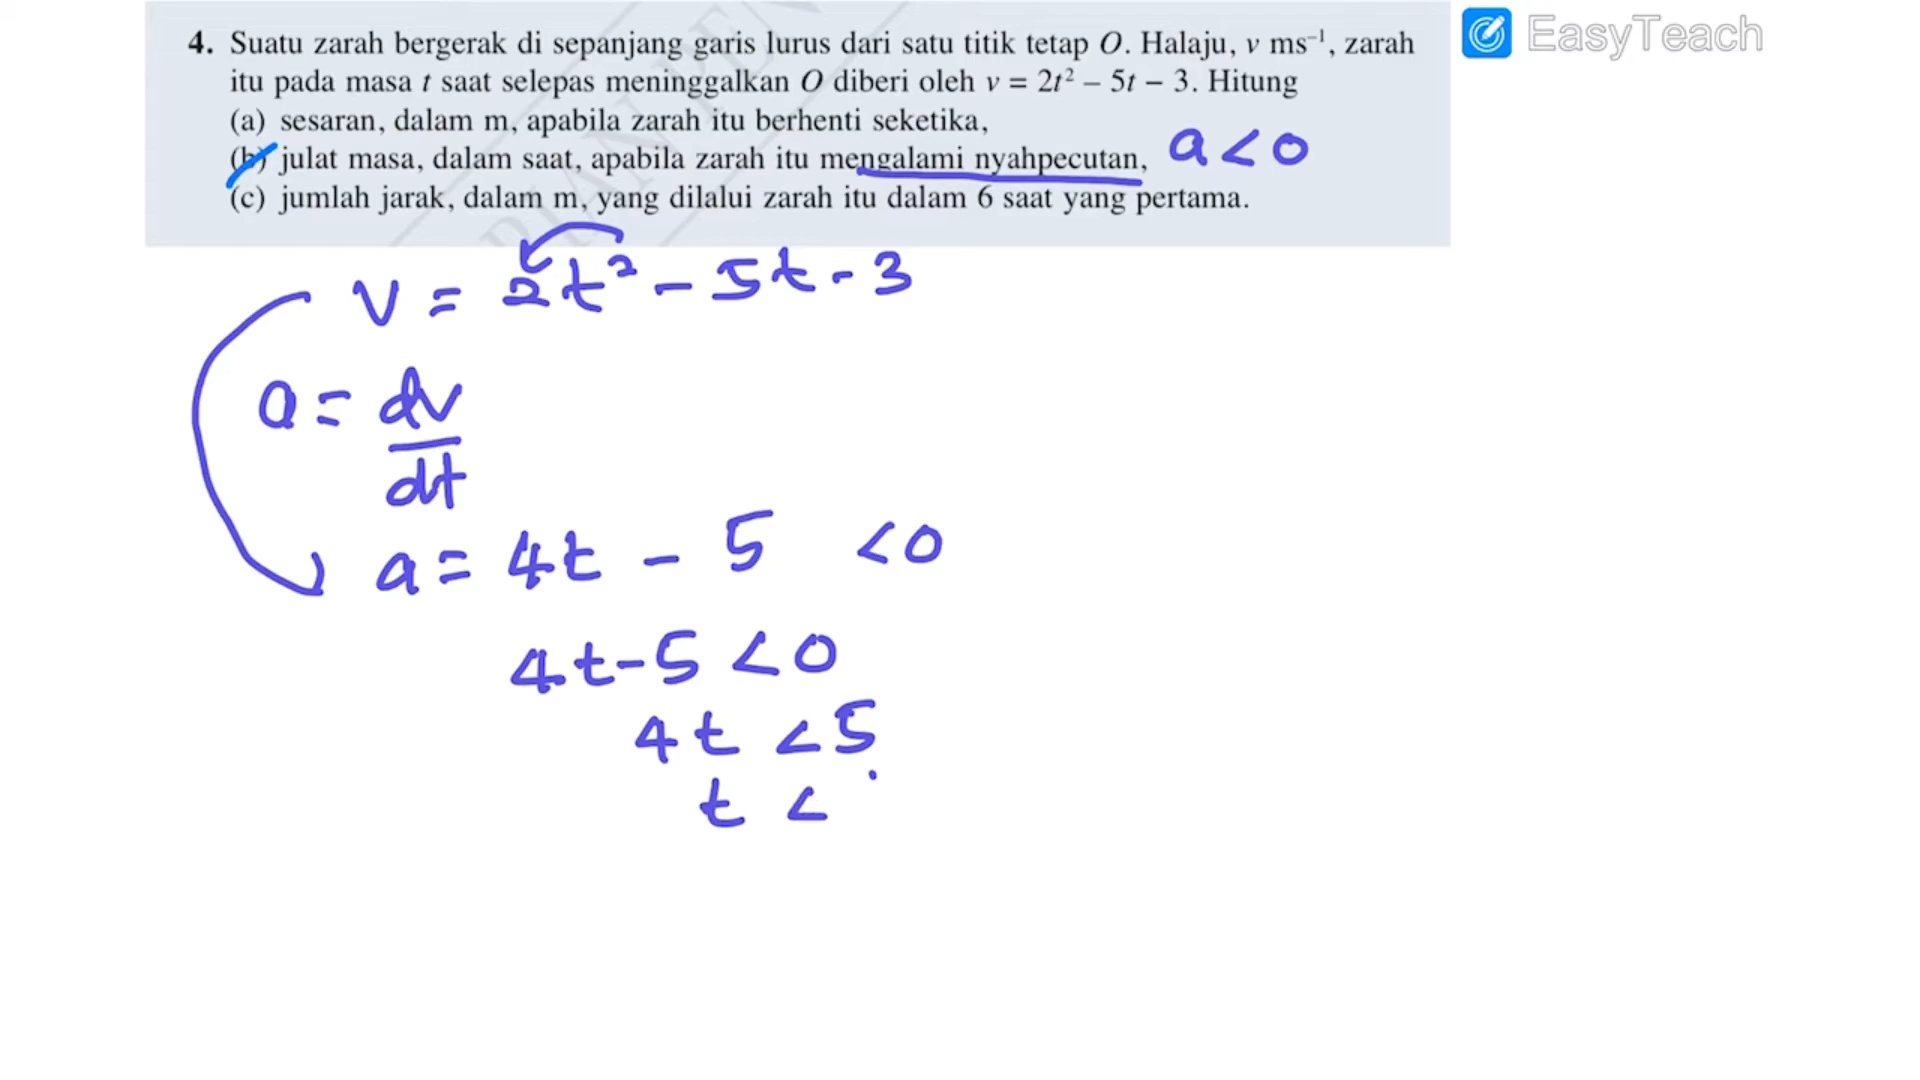 EasyTeach
4. Suatu zarah bergerak di sepanjang garis lurus dari satu titik tetap O. Halaju, v ms⁻¹, zarah
itu pada masa t saat selepas meninggalkan O diberi oleh v = 2t² – 5t – 3. Hitung
(a) sesaran, dalam m, apabila zarah itu berhenti seketika,
(b) julat masa, dalam saat, apabila zarah itu mengalami nyahpecutan, a < 0
(c) jumlah jarak, dalam m, yang dilalui zarah itu dalam 6 saat yang pertama.
v = 2t² - 5t - 3
a = dv/dt
a = 4t - 5 < 0
4t - 5 < 0
4t < 5
t <